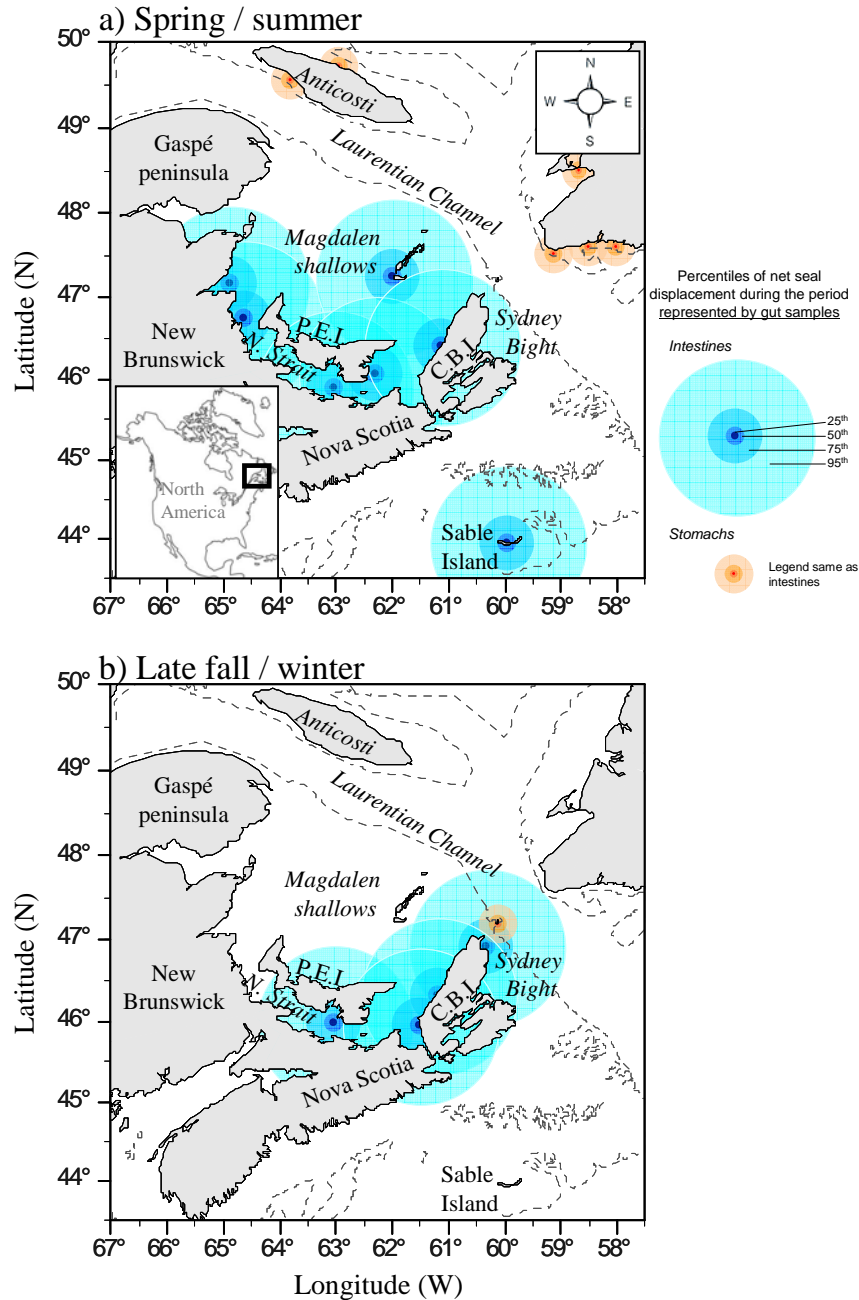 a) Spring / summer
50°
49°
48°
47°
46°
45°
44°
Latitude (N)
67°
66°
65°
64°
63°
62°
61°
60°
59°
58°
Anticosti
N
W
E
S
Gaspé
peninsula
Laurentian Channel
Magdalen
shallows
P.E.I.
N. Strait
New
Brunswick
C.B.I.
Sydney
Bight
Nova Scotia
North
America
Sable
Island
Percentiles of net seal
displacement during the period
represented by gut samples
Intestines
25th
50th
75th
95th
Stomachs
Legend same as
intestines
b) Late fall / winter
50°
49°
48°
47°
46°
45°
44°
Latitude (N)
Anticosti
Gaspé
peninsula
Laurentian Channel
Magdalen
shallows
P.E.I.
N. Strait
New
Brunswick
C.B.I.
Sydney
Bight
Nova Scotia
Sable
Island
67°
66°
65°
64°
63°
62°
61°
60°
59°
58°
Longitude (W)